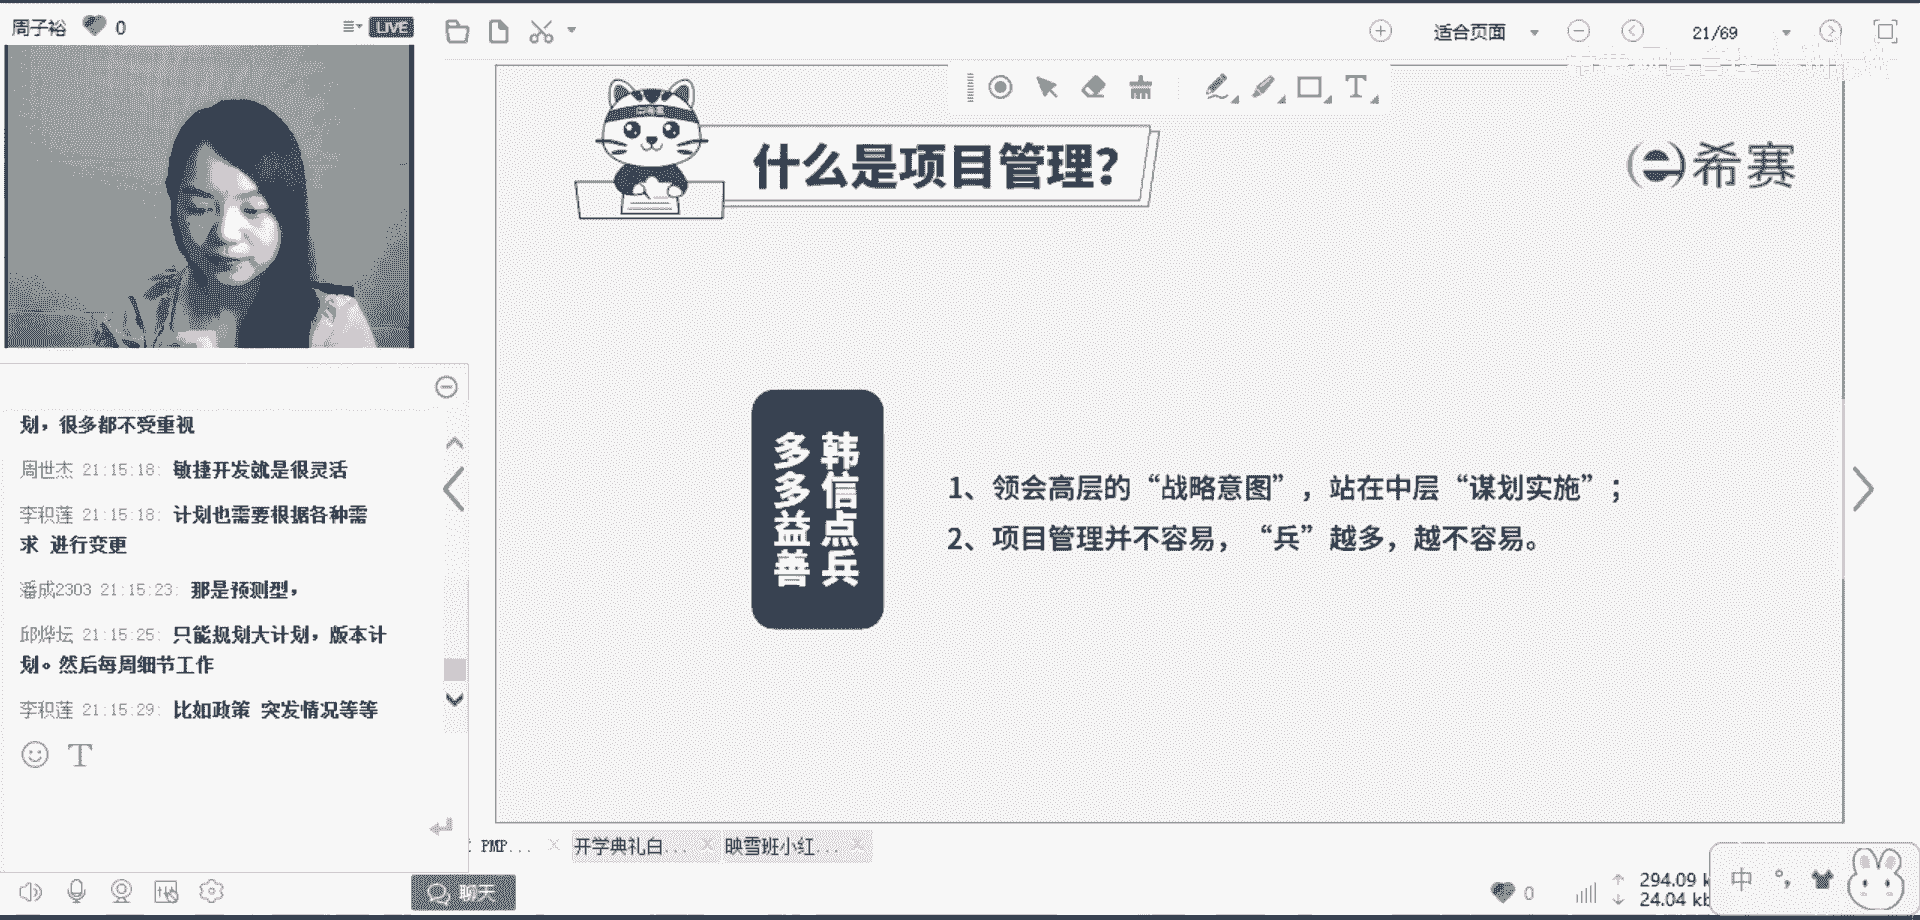 周子裕 0
LIVE
适合页面
21/69
什么是项目管理？
希赛
划，很多都不受重视
周世杰 21:15:18: 敏捷开发就是很灵活
李积莲 21:15:18: 计划也需要根据各种需
求 进行变更
潘成2303 21:15:23: 那是预测型，
邱烨坛 21:15:25: 只能规划大计划，版本计
划。然后每周细节工作
李积莲 21:15:29: 比如政策 突发情况等等
韩信点兵
多多益善
1、领会高层的“战略意图”，站在中层“谋划实施”；
2、项目管理并不容易，“兵”越多，越不容易。
PMP...
开学典礼白...
映雪班小红...
聊天
0
294.09 k
24.04 kb
中